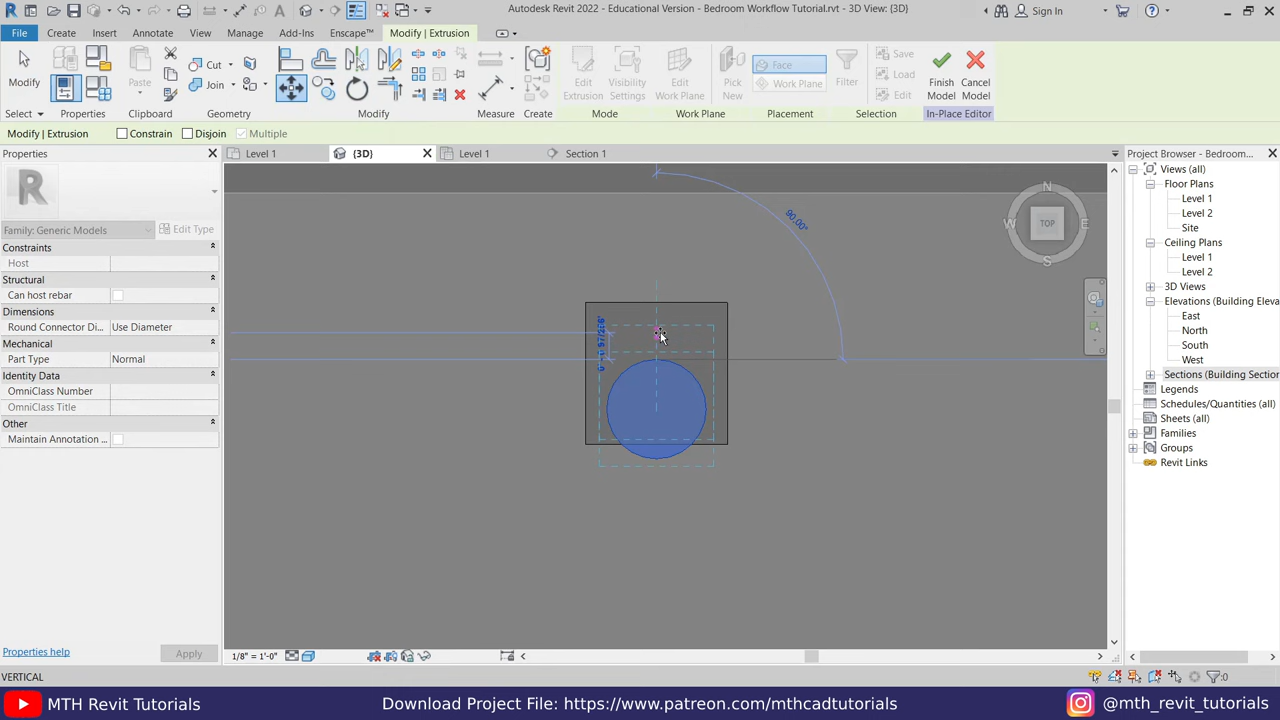 Autodesk Revit 2022 - Educational Version - Bedroom Workflow Tutorial.rvt - 3D View: {3D}
Sign In
File Create Insert Annotate View Manage Add-Ins Enscape™ Modify | Extrusion
Modify
Paste
Cut
Join
Edit Extrusion
Visibility Settings
Edit Work Plane
Pick New
Face
Work Plane
Filter
Save
Load
Edit
Finish Model
Cancel Model
Select Properties Clipboard Geometry Modify Measure Create Mode Work Plane Placement Selection In-Place Editor
Modify | Extrusion Constrain Disjoin Multiple
Properties
Level 1 {3D} Level 1 Section 1
Project Browser - Bedroom...
Family: Generic Models Edit Type
Constraints
Host
Structural
Can host rebar
Dimensions
Round Connector Di... Use Diameter
Mechanical
Part Type Normal
Identity Data
OmniClass Number
OmniClass Title
Maintain Annotation ...
Properties help
Apply
90.00°
N
W TOP E
S
Views (all)
Floor Plans
Level 1
Level 2
Site
Ceiling Plans
Level 1
Level 2
3D Views
Elevations (Building Eleva
East
North
South
West
Sections (Building Section
Legends
Schedules/Quantities (all)
Sheets (all)
Families
Groups
Revit Links
1/8" = 1'-0"
VERTICAL
:0
MTH Revit Tutorials
Download Project File: https://www.patreon.com/mthcadtutorials
@mth_revit_tutorials